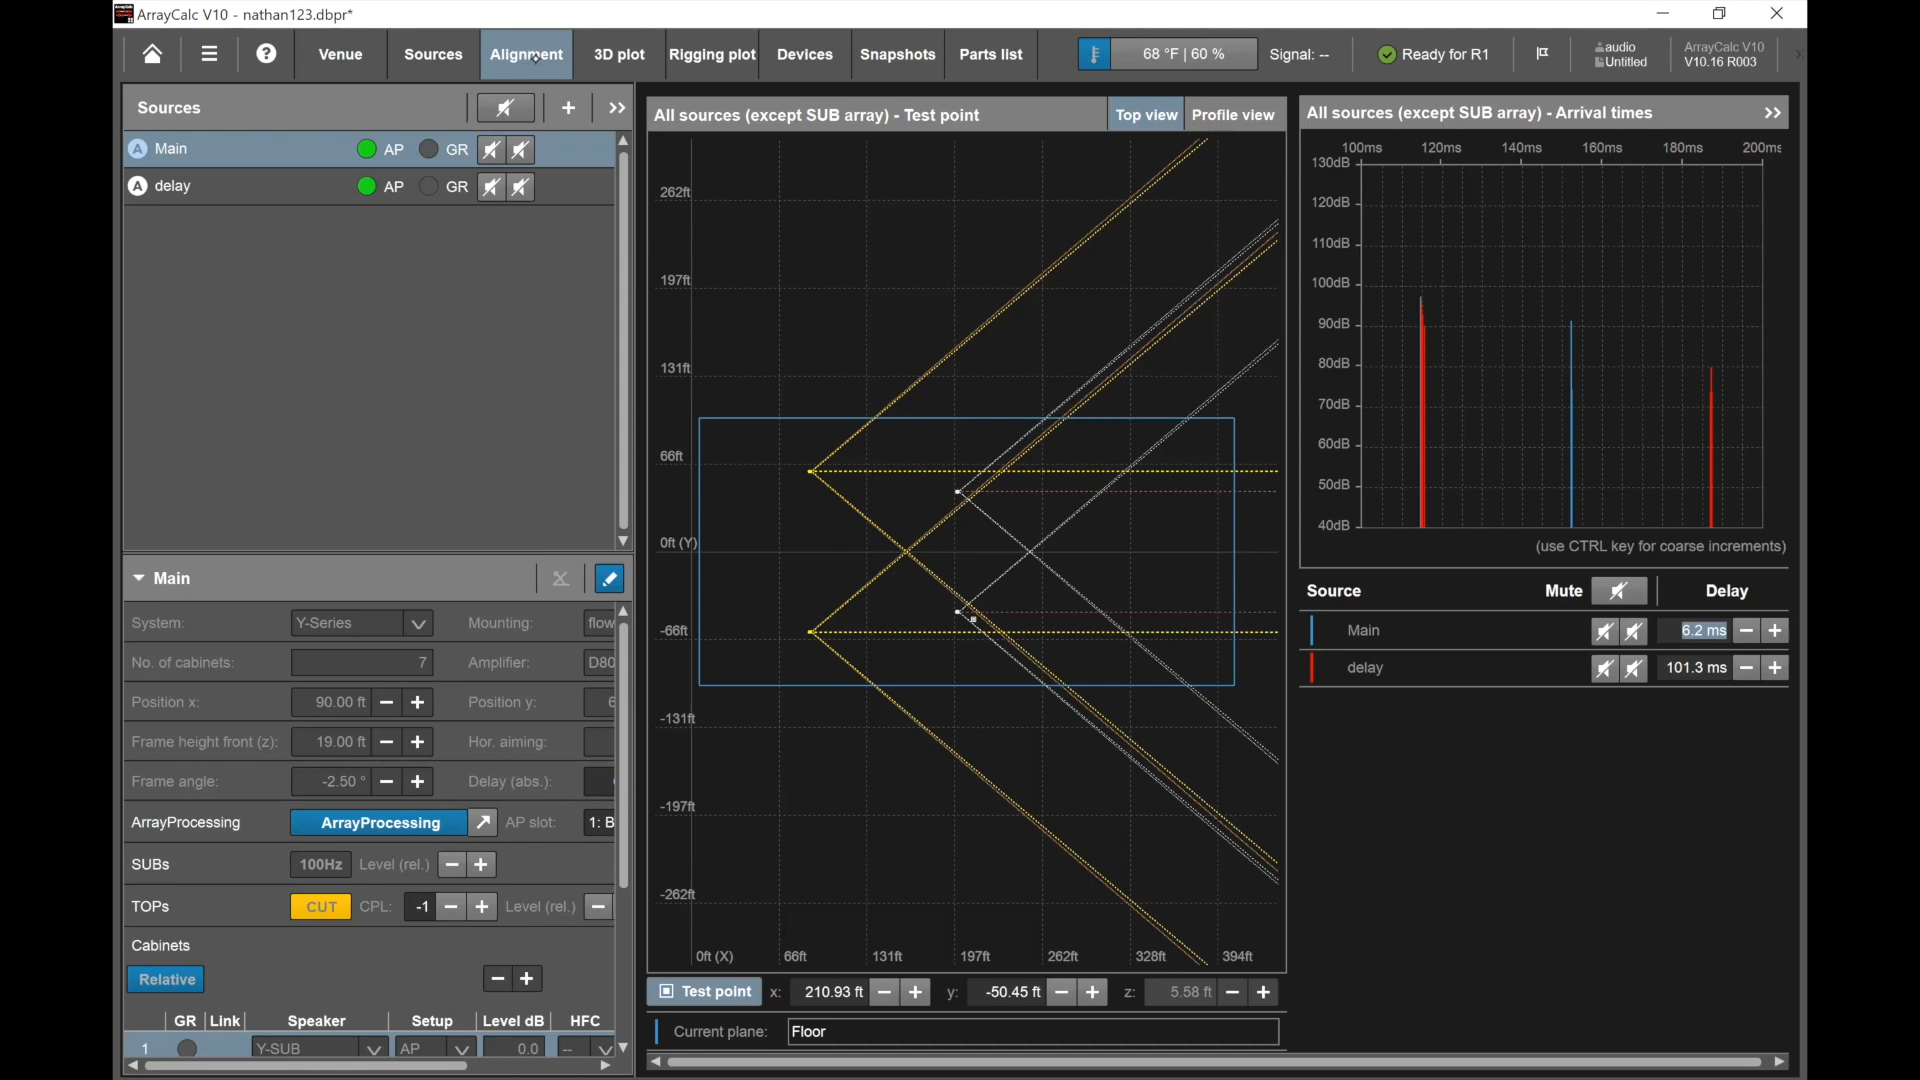 ArrayCalc V10 - nathan123.dbpr*
Venue
Sources
Alignment
3D plot
Rigging plot
Devices
Snapshots
Parts list
68 °F | 60 %
Signal: --
Ready for R1
audio
Untitled
ArrayCalc V10
V10.16 R003
Sources
A Main AP GR
A delay AP GR
Main
System: Y-Series Mounting: flow
No. of cabinets: 7 Amplifier: D80
Position x: 90.00 ft Position y: 6
Frame height front (z): 19.00 ft Hor. aiming:
Frame angle: -2.50 ° Delay (abs.):
ArrayProcessing ArrayProcessing AP slot: 1: B
SUBs 100Hz Level (rel.)
TOPs CUT CPL: -1 Level (rel.)
Cabinets
Relative
GR Link Speaker Setup Level dB HFC
1 Y-SUB AP 0.0 --
All sources (except SUB array) - Test point
Top view
Profile view
262ft
197ft
131ft
66ft
0ft (Y)
-66ft
-131ft
-197ft
-262ft
0ft (X) 66ft 131ft 197ft 262ft 328ft 394ft
Test point x: 210.93 ft y: -50.45 ft z: 5.58 ft
Current plane: Floor
All sources (except SUB array) - Arrival times
100ms 120ms 140ms 160ms 180ms 200ms
130dB
120dB
110dB
100dB
90dB
80dB
70dB
60dB
50dB
40dB
(use CTRL key for coarse increments)
Source Mute Delay
Main 6.2 ms
delay 101.3 ms